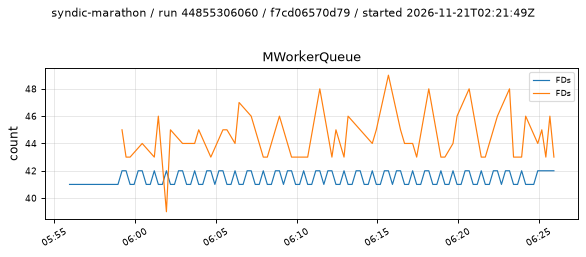 syndic-marathon / run 44855306060 / f7cd06570d79 / started 2026-11-21T02:21:49Z
MWorkerQueue
FDs
FDs
count
48
46
44
42
40
05:55
06:00
06:05
06:10
06:15
06:20
06:25